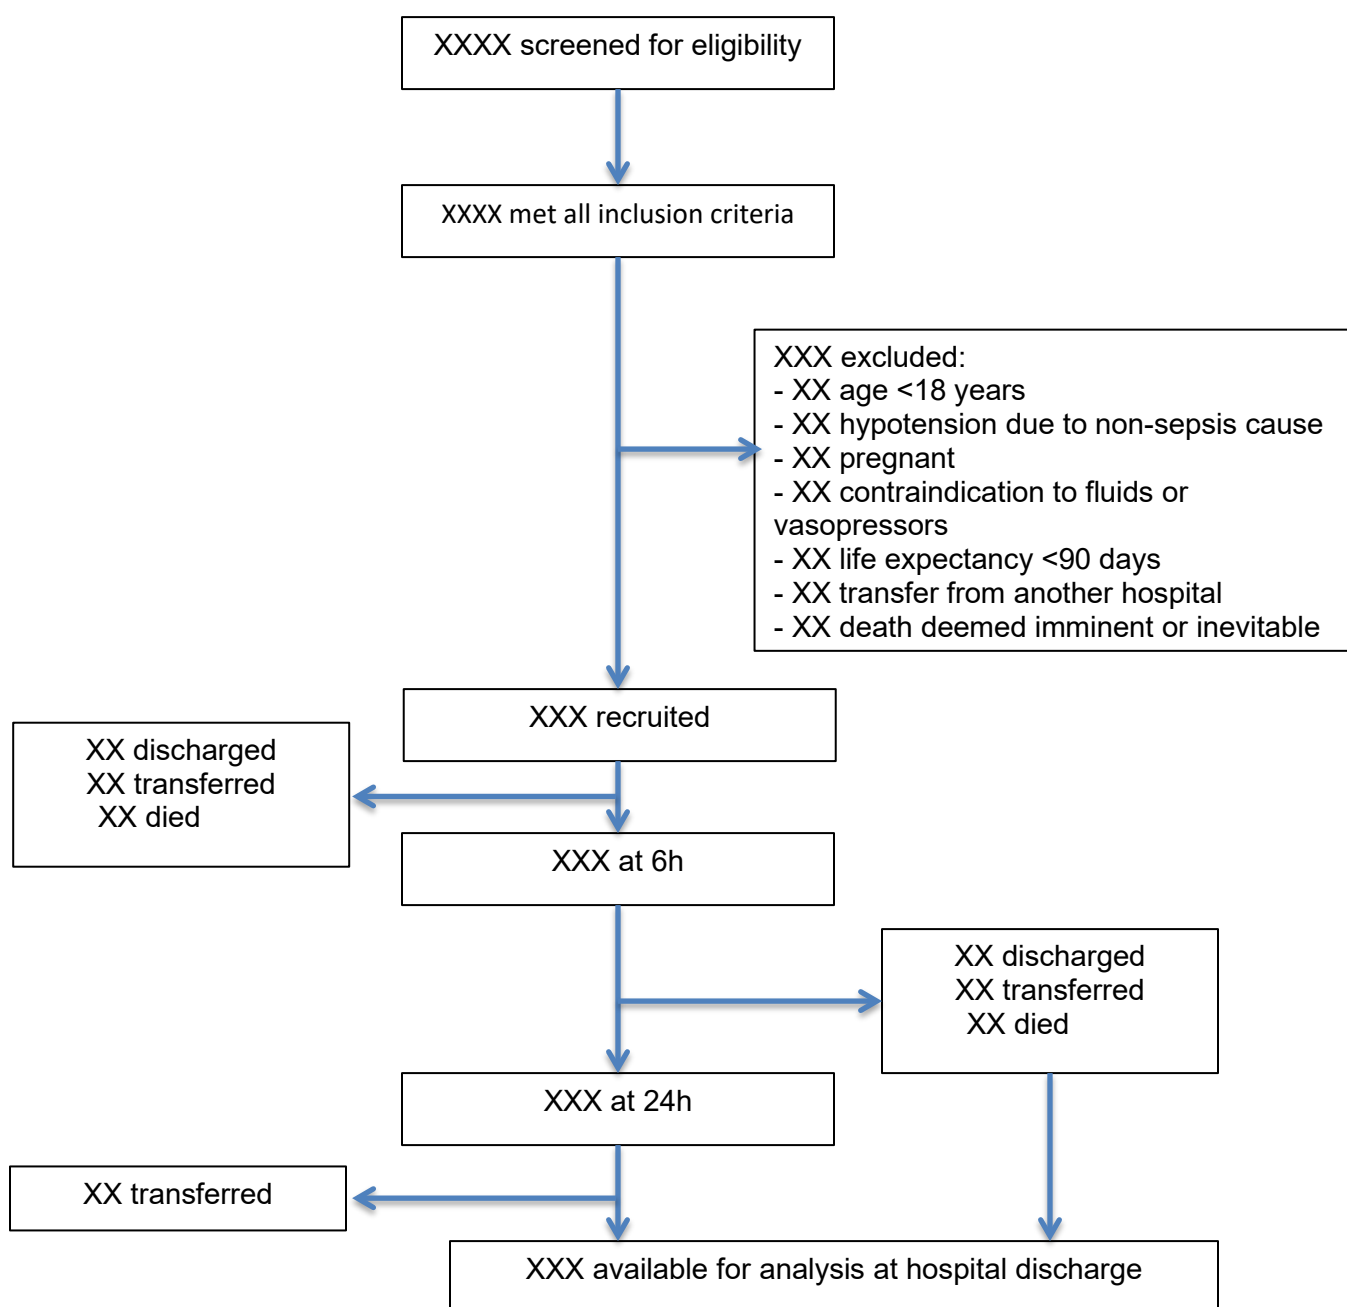 XXXX screened for eligibility
XXXX met all inclusion criteria
XXX excluded:
- XX age <18 years
- XX hypotension due to non-sepsis cause
- XX pregnant
- XX contraindication to fluids or
vasopressors
- XX life expectancy <90 days
- XX transfer from another hospital
- XX death deemed imminent or inevitable
XXX recruited
XX discharged
XX transferred
XX died
XXX at 6h
XX discharged
XX transferred
XX died
XXX at 24h
XX transferred
XXX available for analysis at hospital discharge